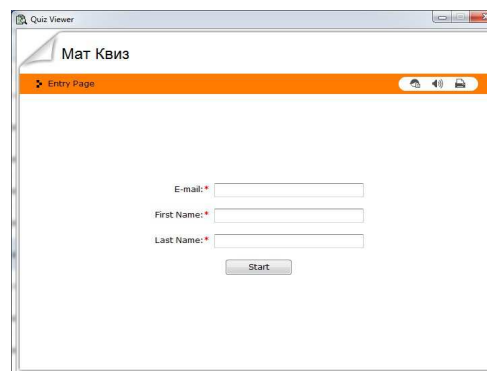 Quiz Viewer
Мат Квиз
Entry Page
E-mail:*
First Name:*
Last Name:*
Start